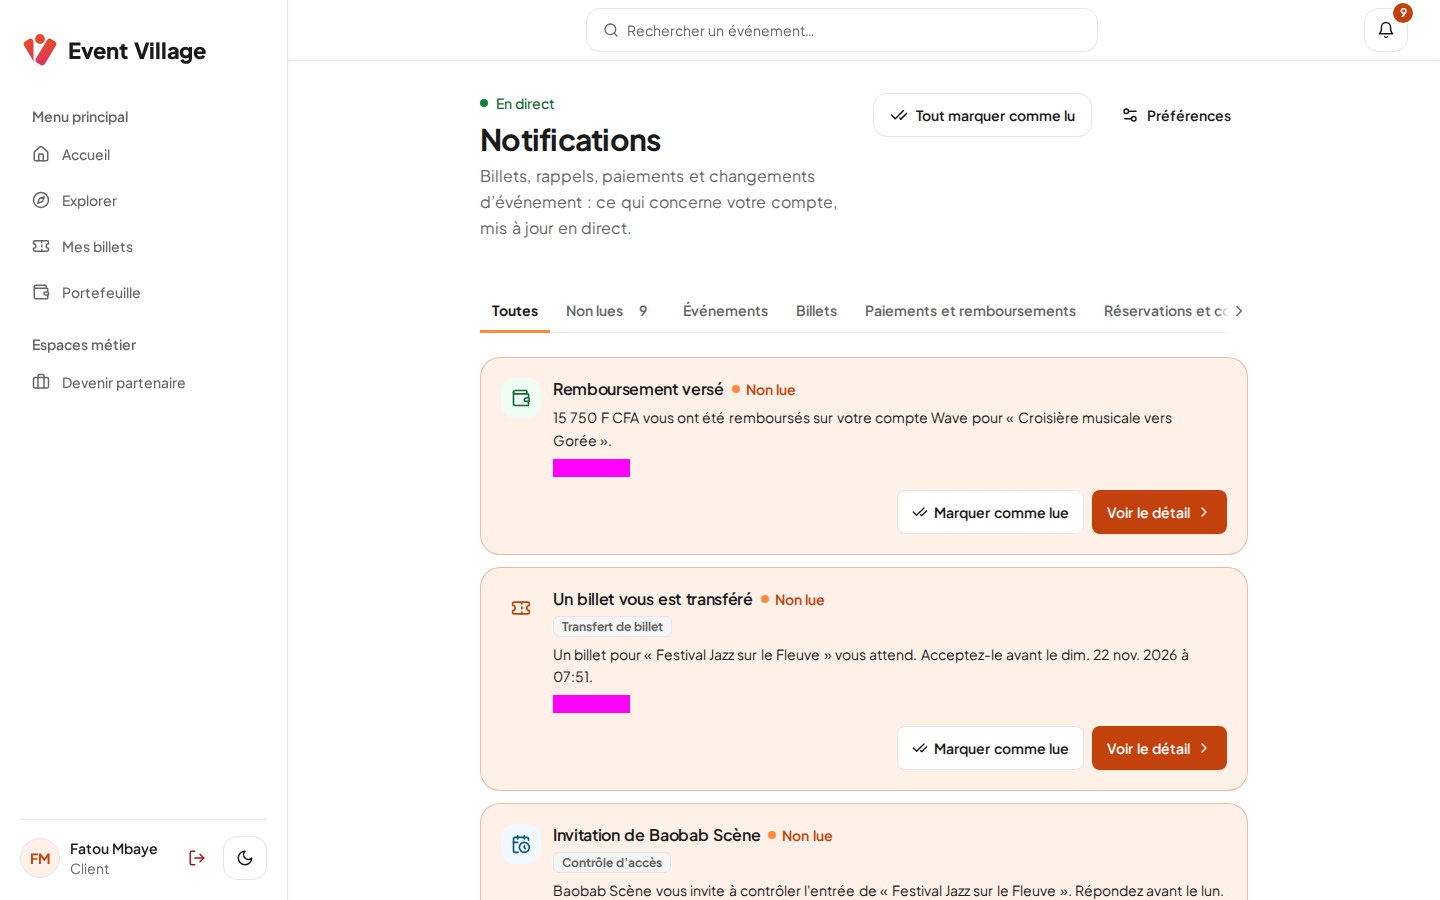 Event Village
Rechercher un événement…
9
Menu principal
Accueil
Explorer
Mes billets
Portefeuille
Espaces métier
Devenir partenaire
FM
Fatou Mbaye
Client
En direct
Notifications
Billets, rappels, paiements et changements
d’événement : ce qui concerne votre compte,
mis à jour en direct.
Tout marquer comme lu
Préférences
Toutes
Non lues 9
Événements
Billets
Paiements et remboursements
Réservations et
Remboursement versé
Non lue
15 750 F CFA vous ont été remboursés sur votre compte Wave pour « Croisière musicale vers
Gorée ».
Marquer comme lue
Voir le détail
Un billet vous est transféré
Non lue
Transfert de billet
Un billet pour « Festival Jazz sur le Fleuve » vous attend. Acceptez-le avant le dim. 22 nov. 2026 à
07:51.
Marquer comme lue
Voir le détail
Invitation de Baobab Scène
Non lue
Contrôle d’accès
Baobab Scène vous invite à contrôler l'entrée de « Festival Jazz sur le Fleuve ». Répondez avant le lun.